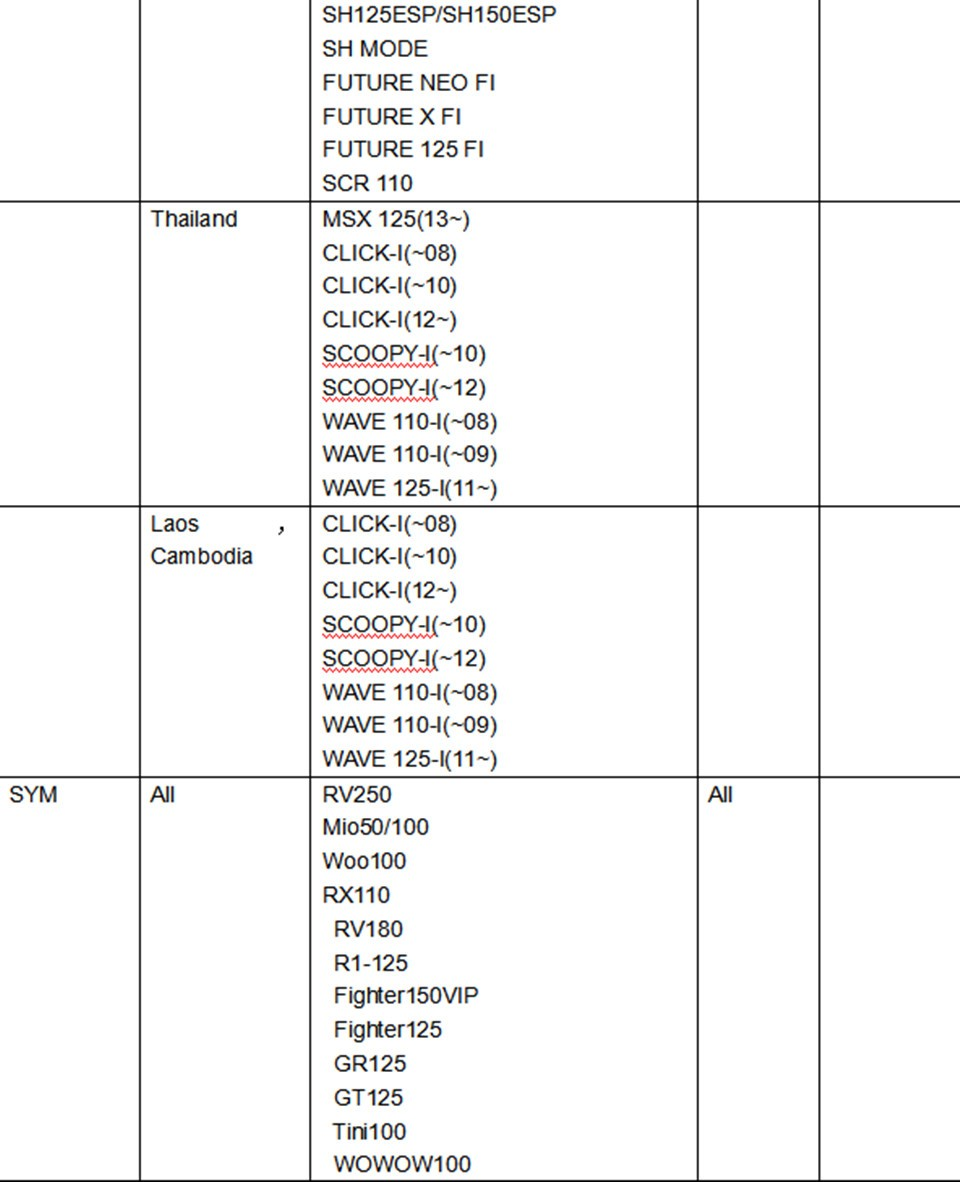 SH125ESP/SH150ESP
SH MODE
FUTURE NEO FI
FUTURE X FI
FUTURE 125 FI
SCR 110
Thailand MSX 125(13~)
CLICK-I(~08)
CLICK-I(~10)
CLICK-I(12~)
SCOOPY-I(~10)
SCOOPY-I(~12)
WAVE 110-I(~08)
WAVE 110-I(~09)
WAVE 125-I(11~)
Laos , CLICK-I(~08)
Cambodia CLICK-I(~10)
CLICK-I(12~)
SCOOPY-I(~10)
SCOOPY-I(~12)
WAVE 110-I(~08)
WAVE 110-I(~09)
WAVE 125-I(11~)
SYM All RV250 All
Mio50/100
Woo100
RX110
RV180
R1-125
Fighter150VIP
Fighter125
GR125
GT125
Tini100
WOWOW100